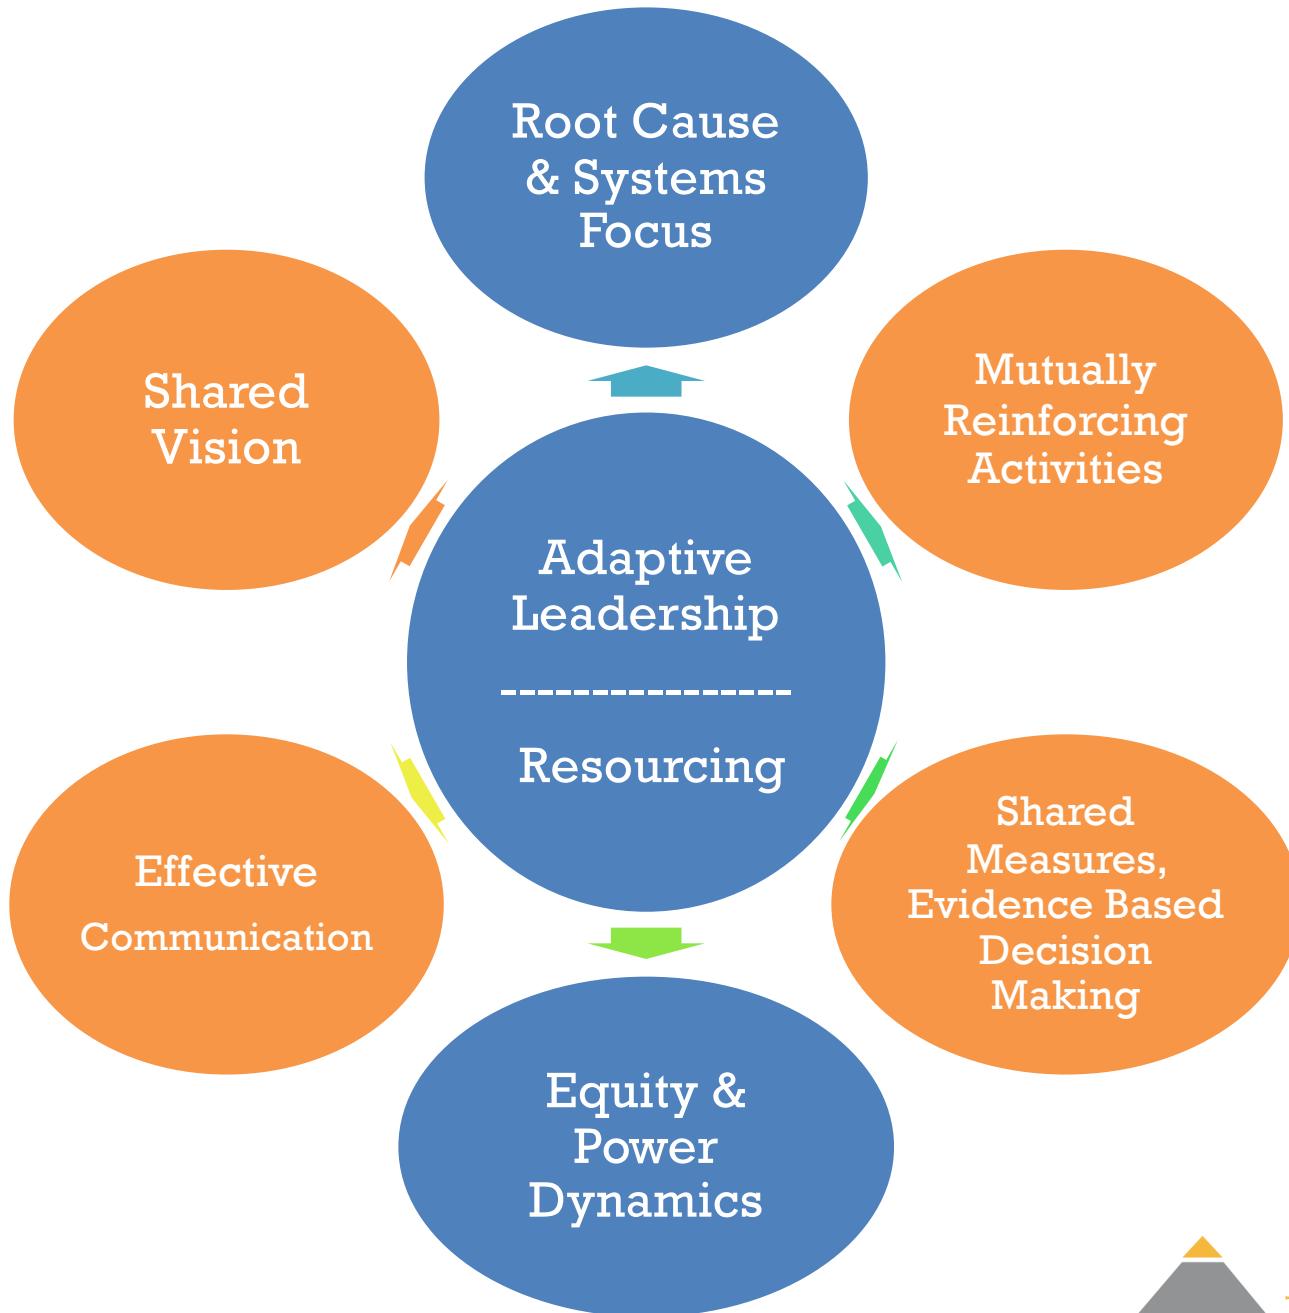 Root Cause
& Systems
Focus
Shared
Vision
Mutually
Reinforcing
Activities
Adaptive
Leadership
----------------
Resourcing
Effective
Communication
Shared
Measures,
Evidence Based
Decision
Making
Equity &
Power
Dynamics